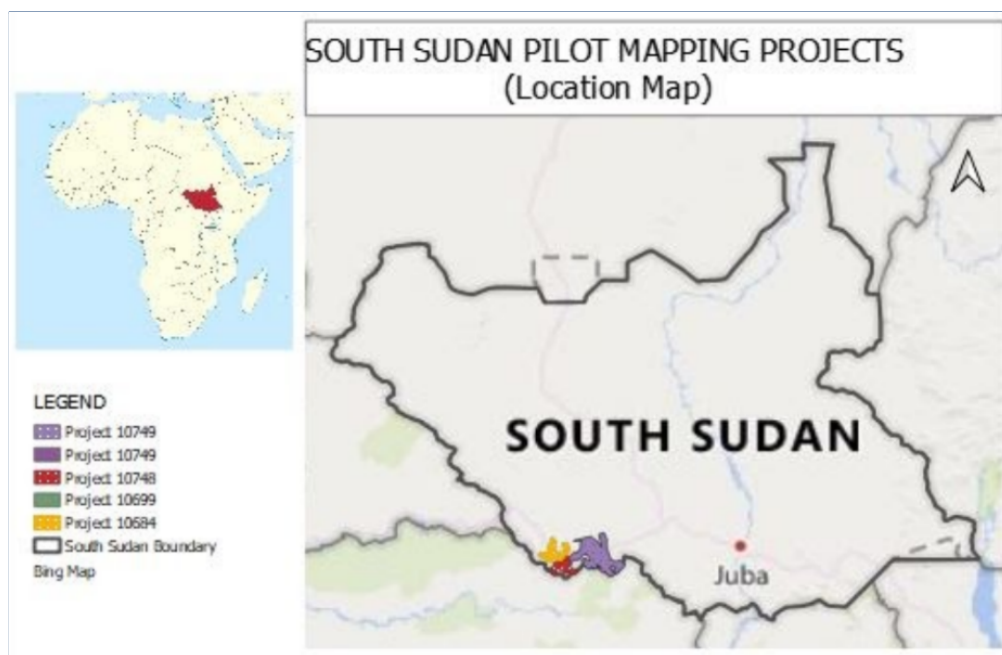 SOUTH SUDAN PILOT MAPPING PROJECTS
(Location Map)
LEGEND
Project 10749
Project 10749
Project 10748
Project 10699
Project 10684
South Sudan Boundary
Bing Map
SOUTH SUDAN
Juba